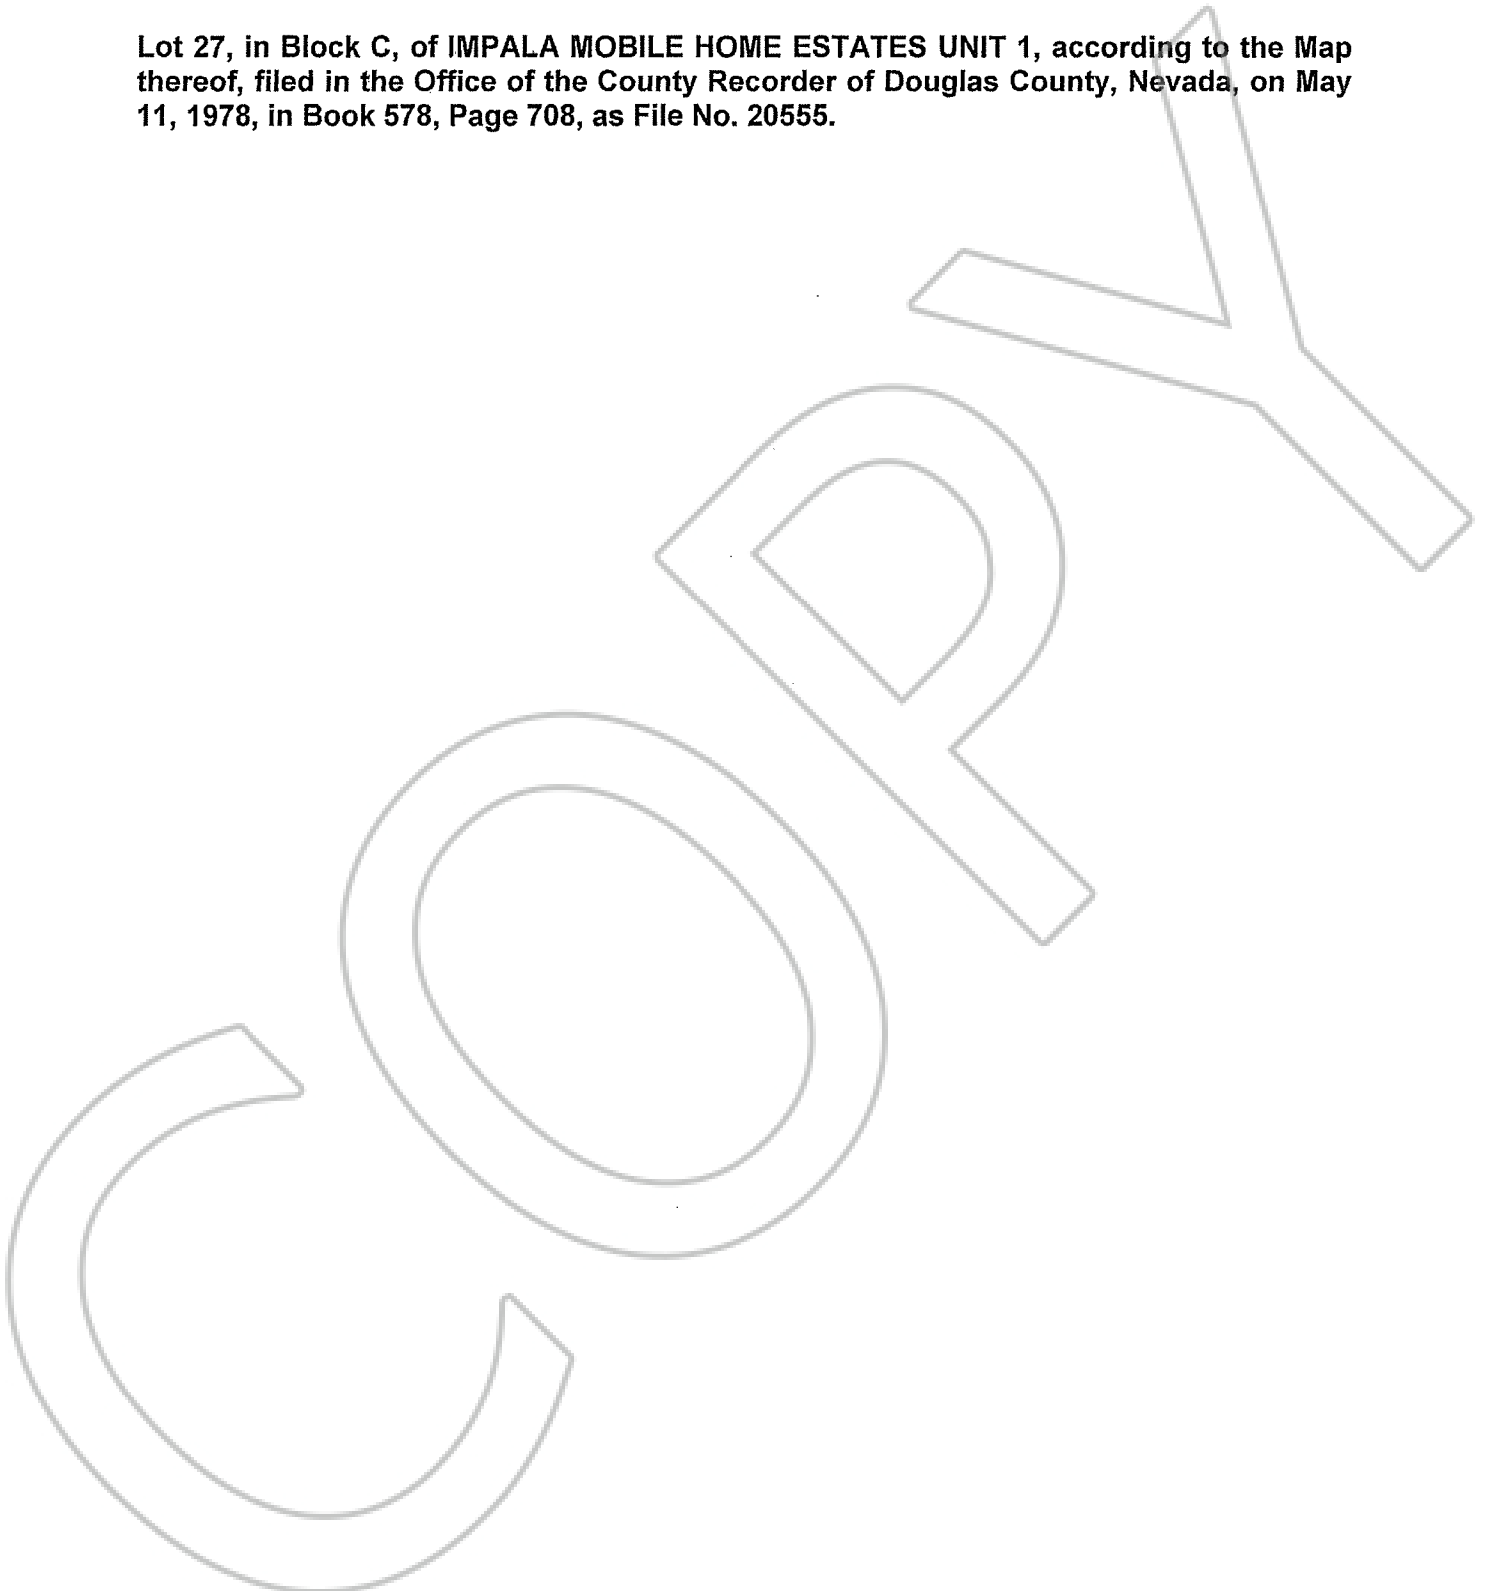 Lot 27, in Block C, of IMPALA MOBILE HOME ESTATES UNIT 1, according to the Map
thereof, filed in the Office of the County Recorder of Douglas County, Nevada, on May
11, 1978, in Book 578, Page 708, as File No. 20555.
COPY